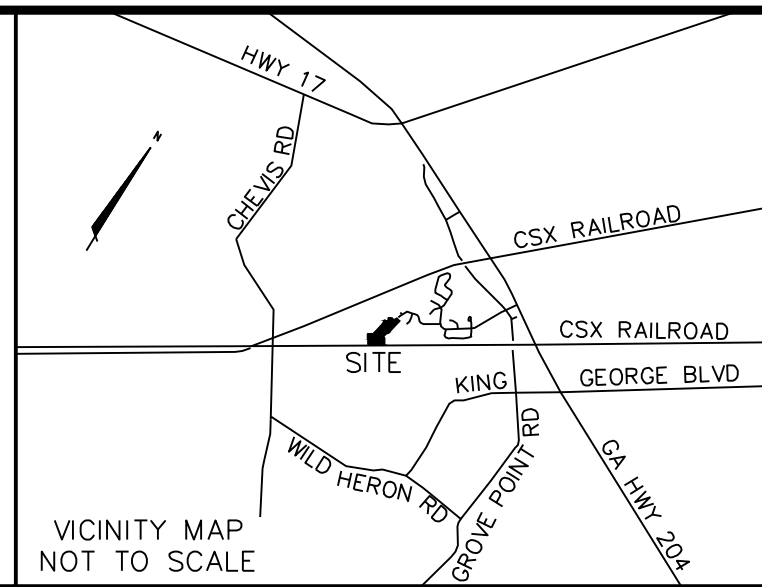 HWY 17
N
CHEVIS RD
CSX RAILROAD
CSX RAILROAD
SITE
KING GEORGE BLVD
WILD HERON RD
GROVE POINT RD
GA HWY 204
VICINITY MAP
NOT TO SCALE